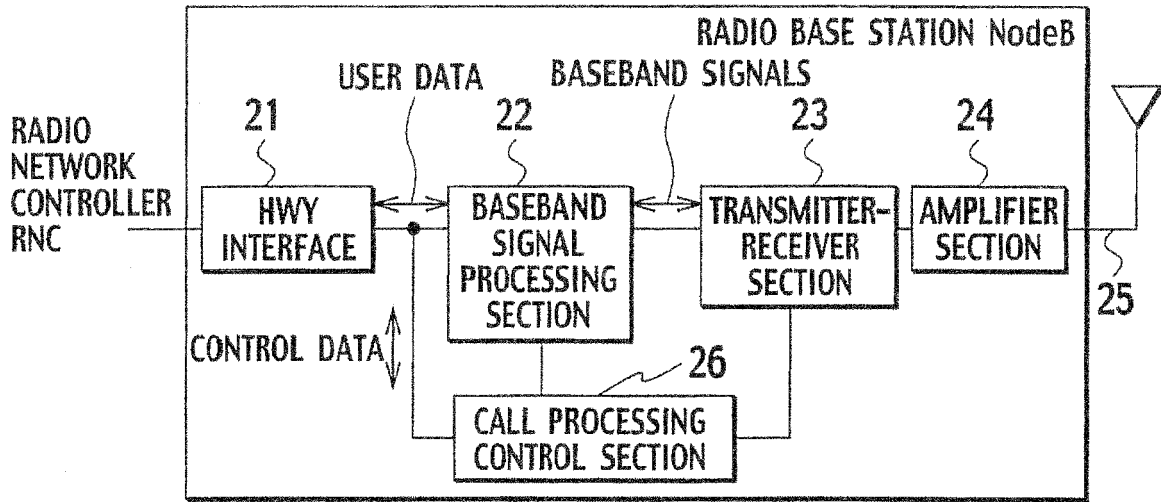 RADIO BASE STATION NodeB
USER DATA
BASEBAND SIGNALS
21
22
23
24
RADIO
NETWORK
CONTROLLER
RNC
HWY
INTERFACE
BASEBAND
SIGNAL
PROCESSING
SECTION
TRANSMITTER-
RECEIVER
SECTION
AMPLIFIER
SECTION
25
CONTROL DATA
26
CALL PROCESSING
CONTROL SECTION